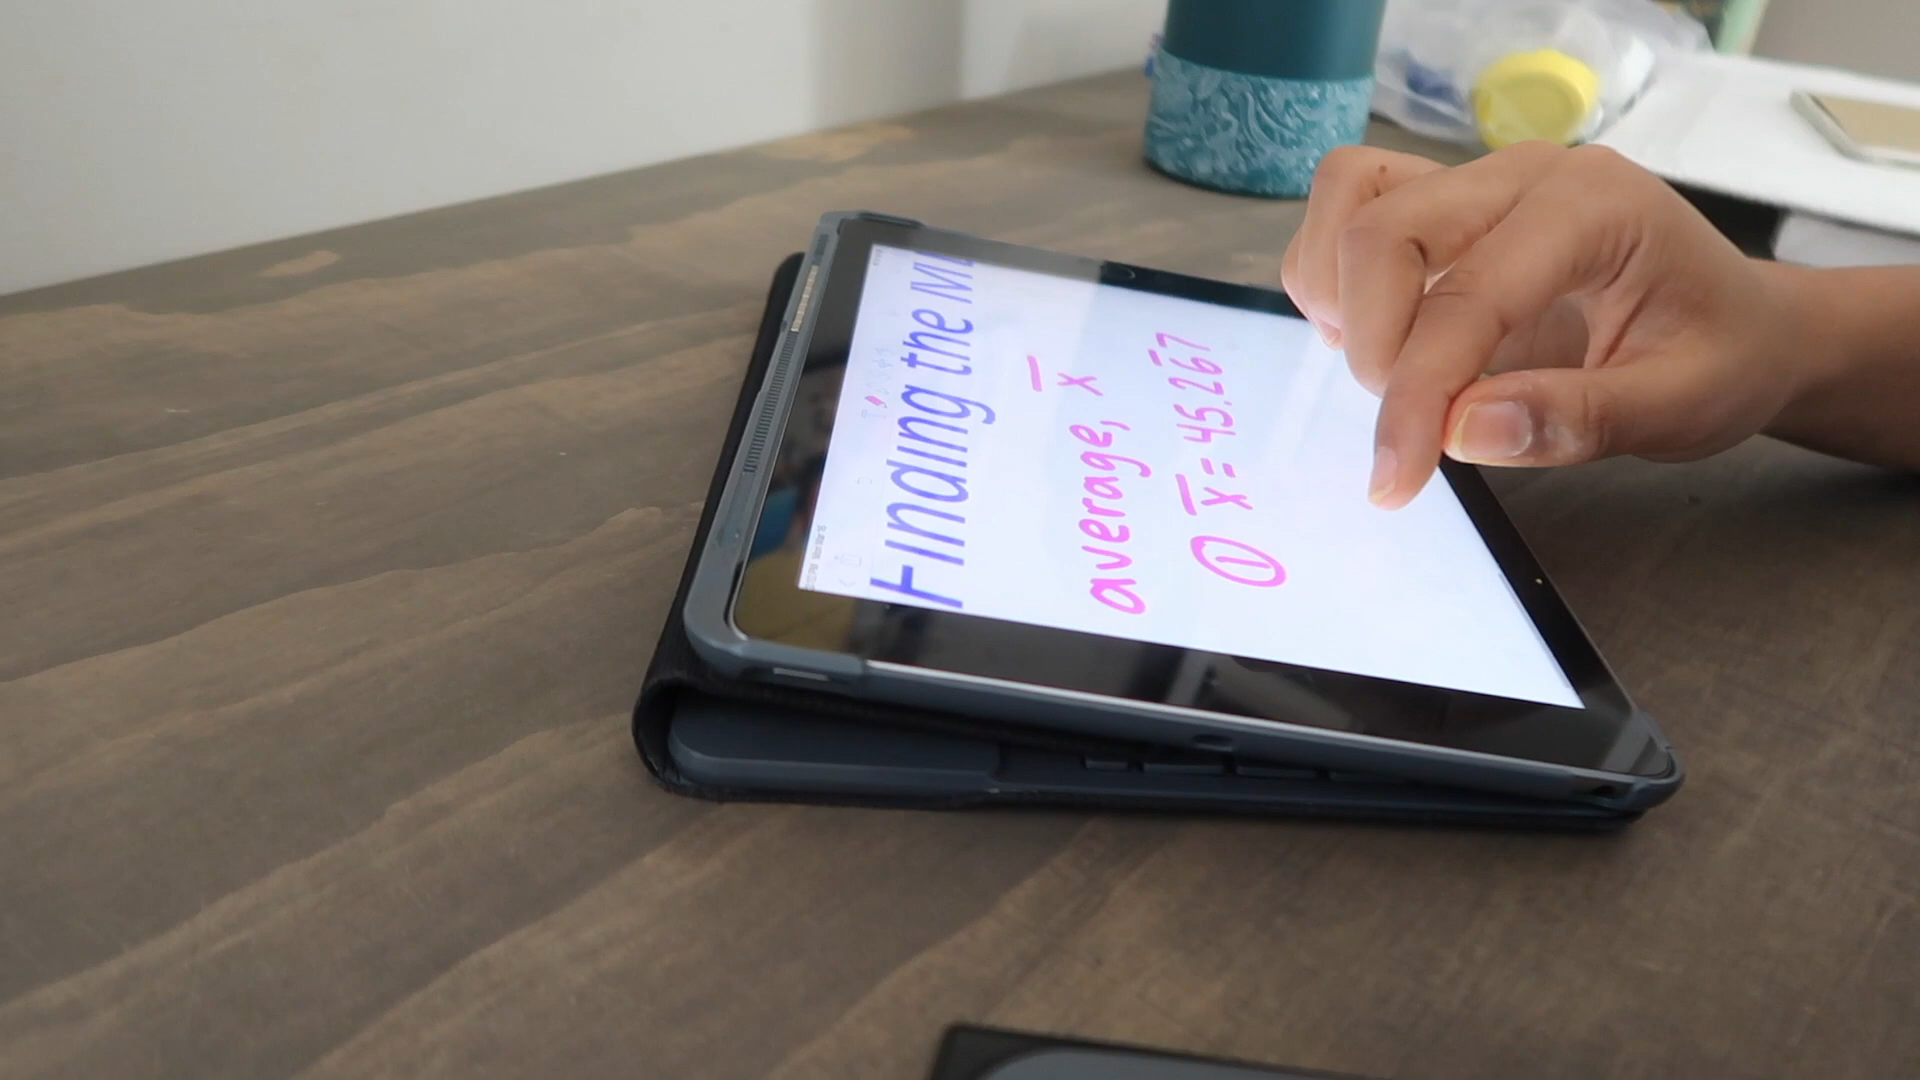 Finding the
average, x̄
① x̄ = 45.267